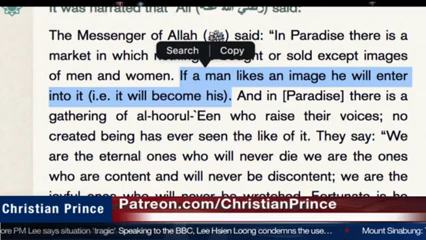 It was narrated that 'Ali (رضي الله عنه) said:
The Messenger of Allah (ﷺ) said: “In Paradise there is a
market in which bought or sold except images
Search Copy
of men and women. If a man likes an image he will enter
into it (i.e. it will become his). And in [Paradise] there is a
gathering of al-hoorul-`Een who raise their voices; no
created being has ever seen the like of it. They say: “We
are the eternal ones who will never die we are the ones
who are content and will never be discontent; we are the
Christian Prince
Patreon.com/ChristianPrince
ore PM Lee says situation 'tragic' Speaking to the BBC, Lee Hsien Loong condemns the use...
Mount Sinabung: T